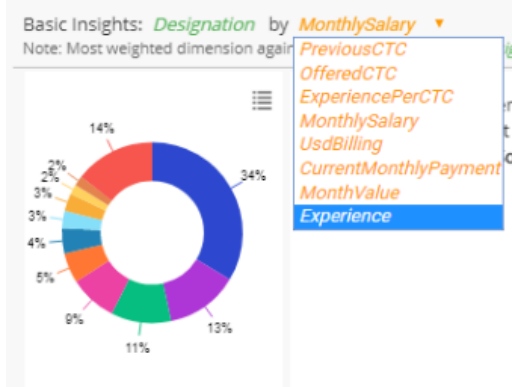 Basic Insights: Designation by MonthlySalary ▼
Note: Most weighted dimension again
PreviousCTC
OfferedCTC
ExperiencePerCTC
MonthlySalary
UsdBilling
CurrentMonthlyPayment
MonthValue
Experience
14%
34%
2%
2%
3%
3%
4%
5%
9%
11%
13%